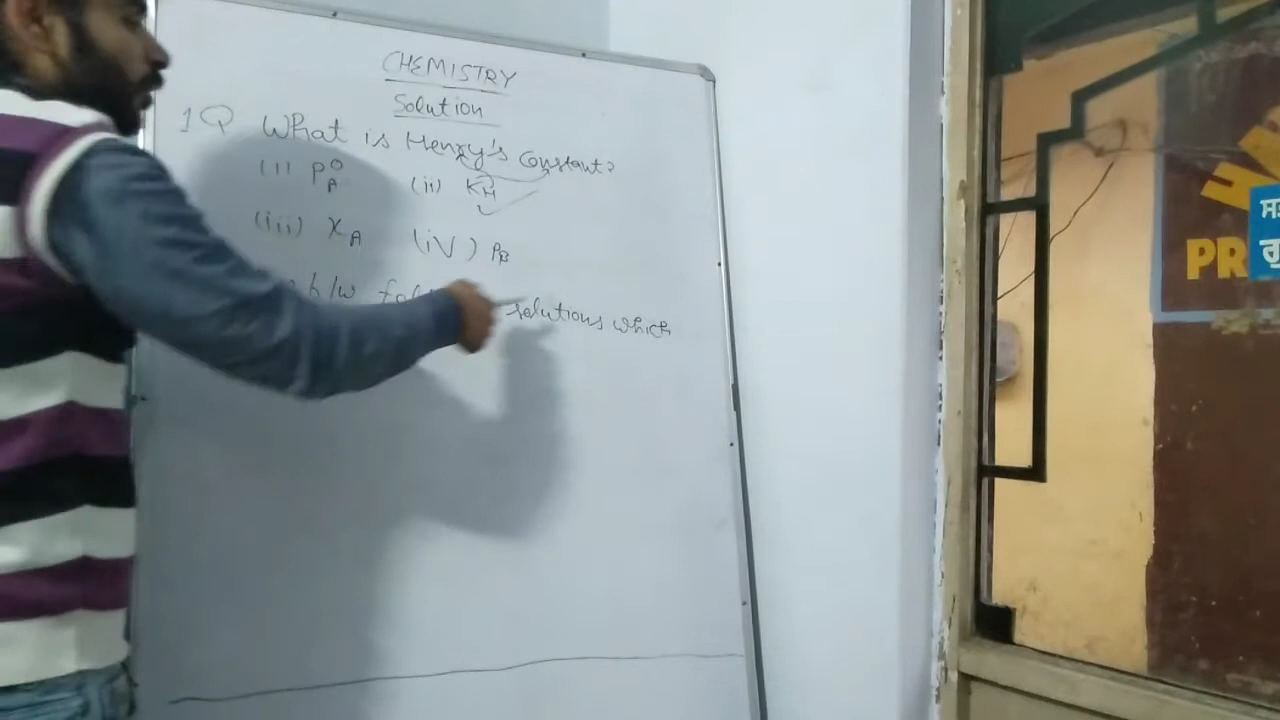 CHEMISTRY
Solution
1Q What is Henry's Constant?
(i) P°A (ii) KH
(iii) XA (iv) PB
b/w solutions which
PR